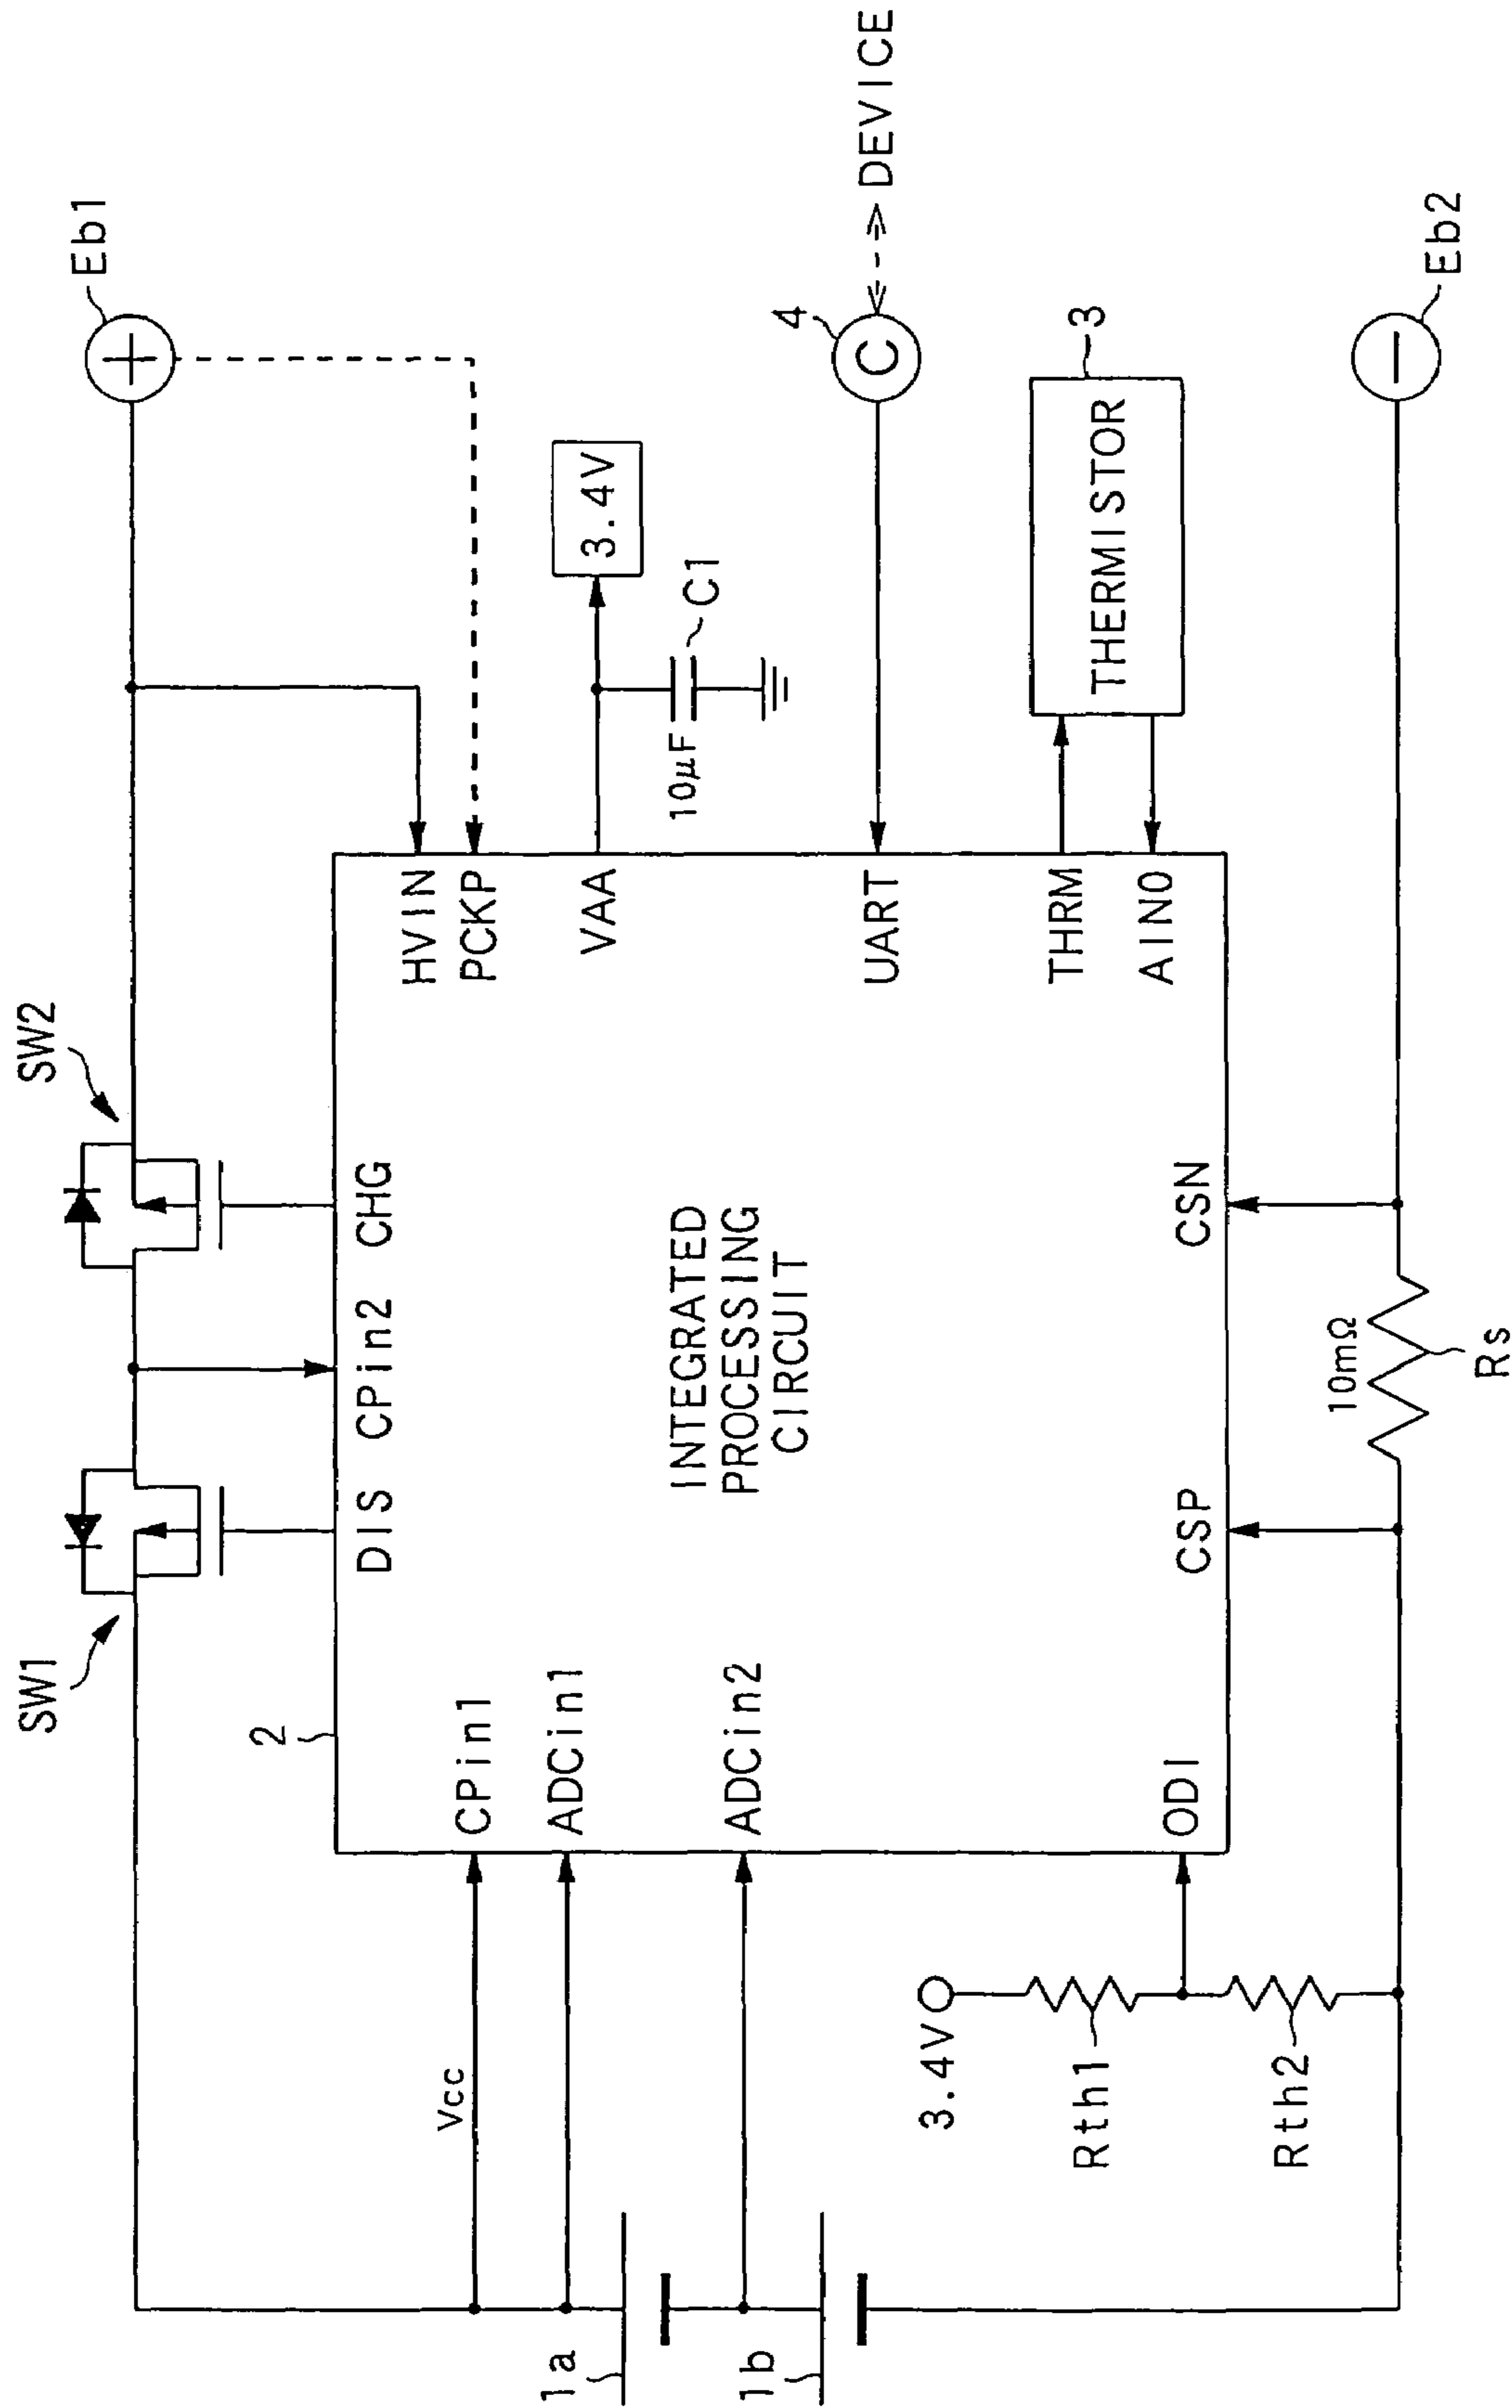 SW1
SW2
Eb1
2
DIS
CPin2
CHG
Vcc
CPin1
HVIN
PCKP
ADCin1
VAA
3.4V
1a
10μF
C1
ADCin2
INTEGRATED
PROCESSING
CIRCUIT
1b
4
C
UART
DEVICE
3.4V
THRM
AIN0
THERMISTOR
3
Rth1
ODI
Rth2
CSP
CSN
10mΩ
Rs
Eb2